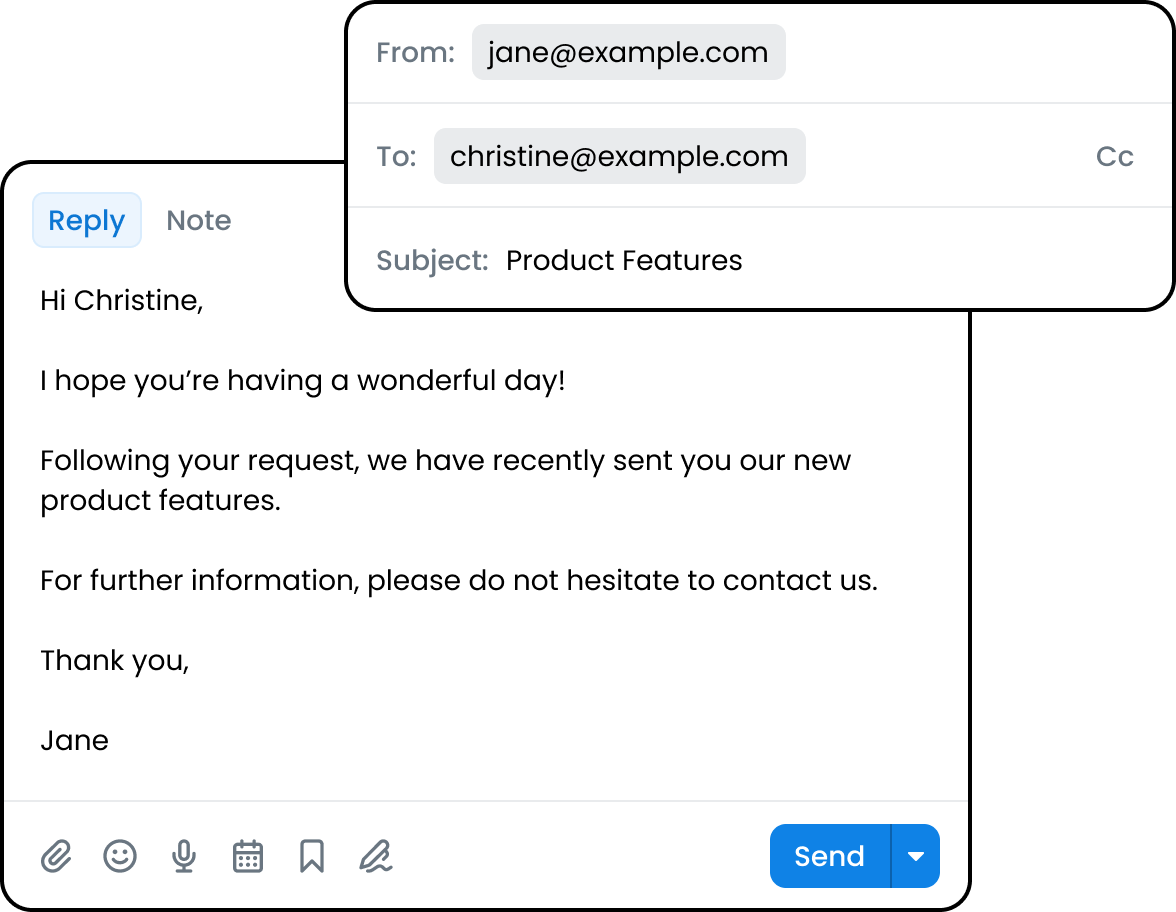 From: jane@example.com
To: christine@example.com Cc
Subject: Product Features
Reply Note
Hi Christine,
I hope you’re having a wonderful day!
Following your request, we have recently sent you our new
product features.
For further information, please do not hesitate to contact us.
Thank you,
Jane
Send